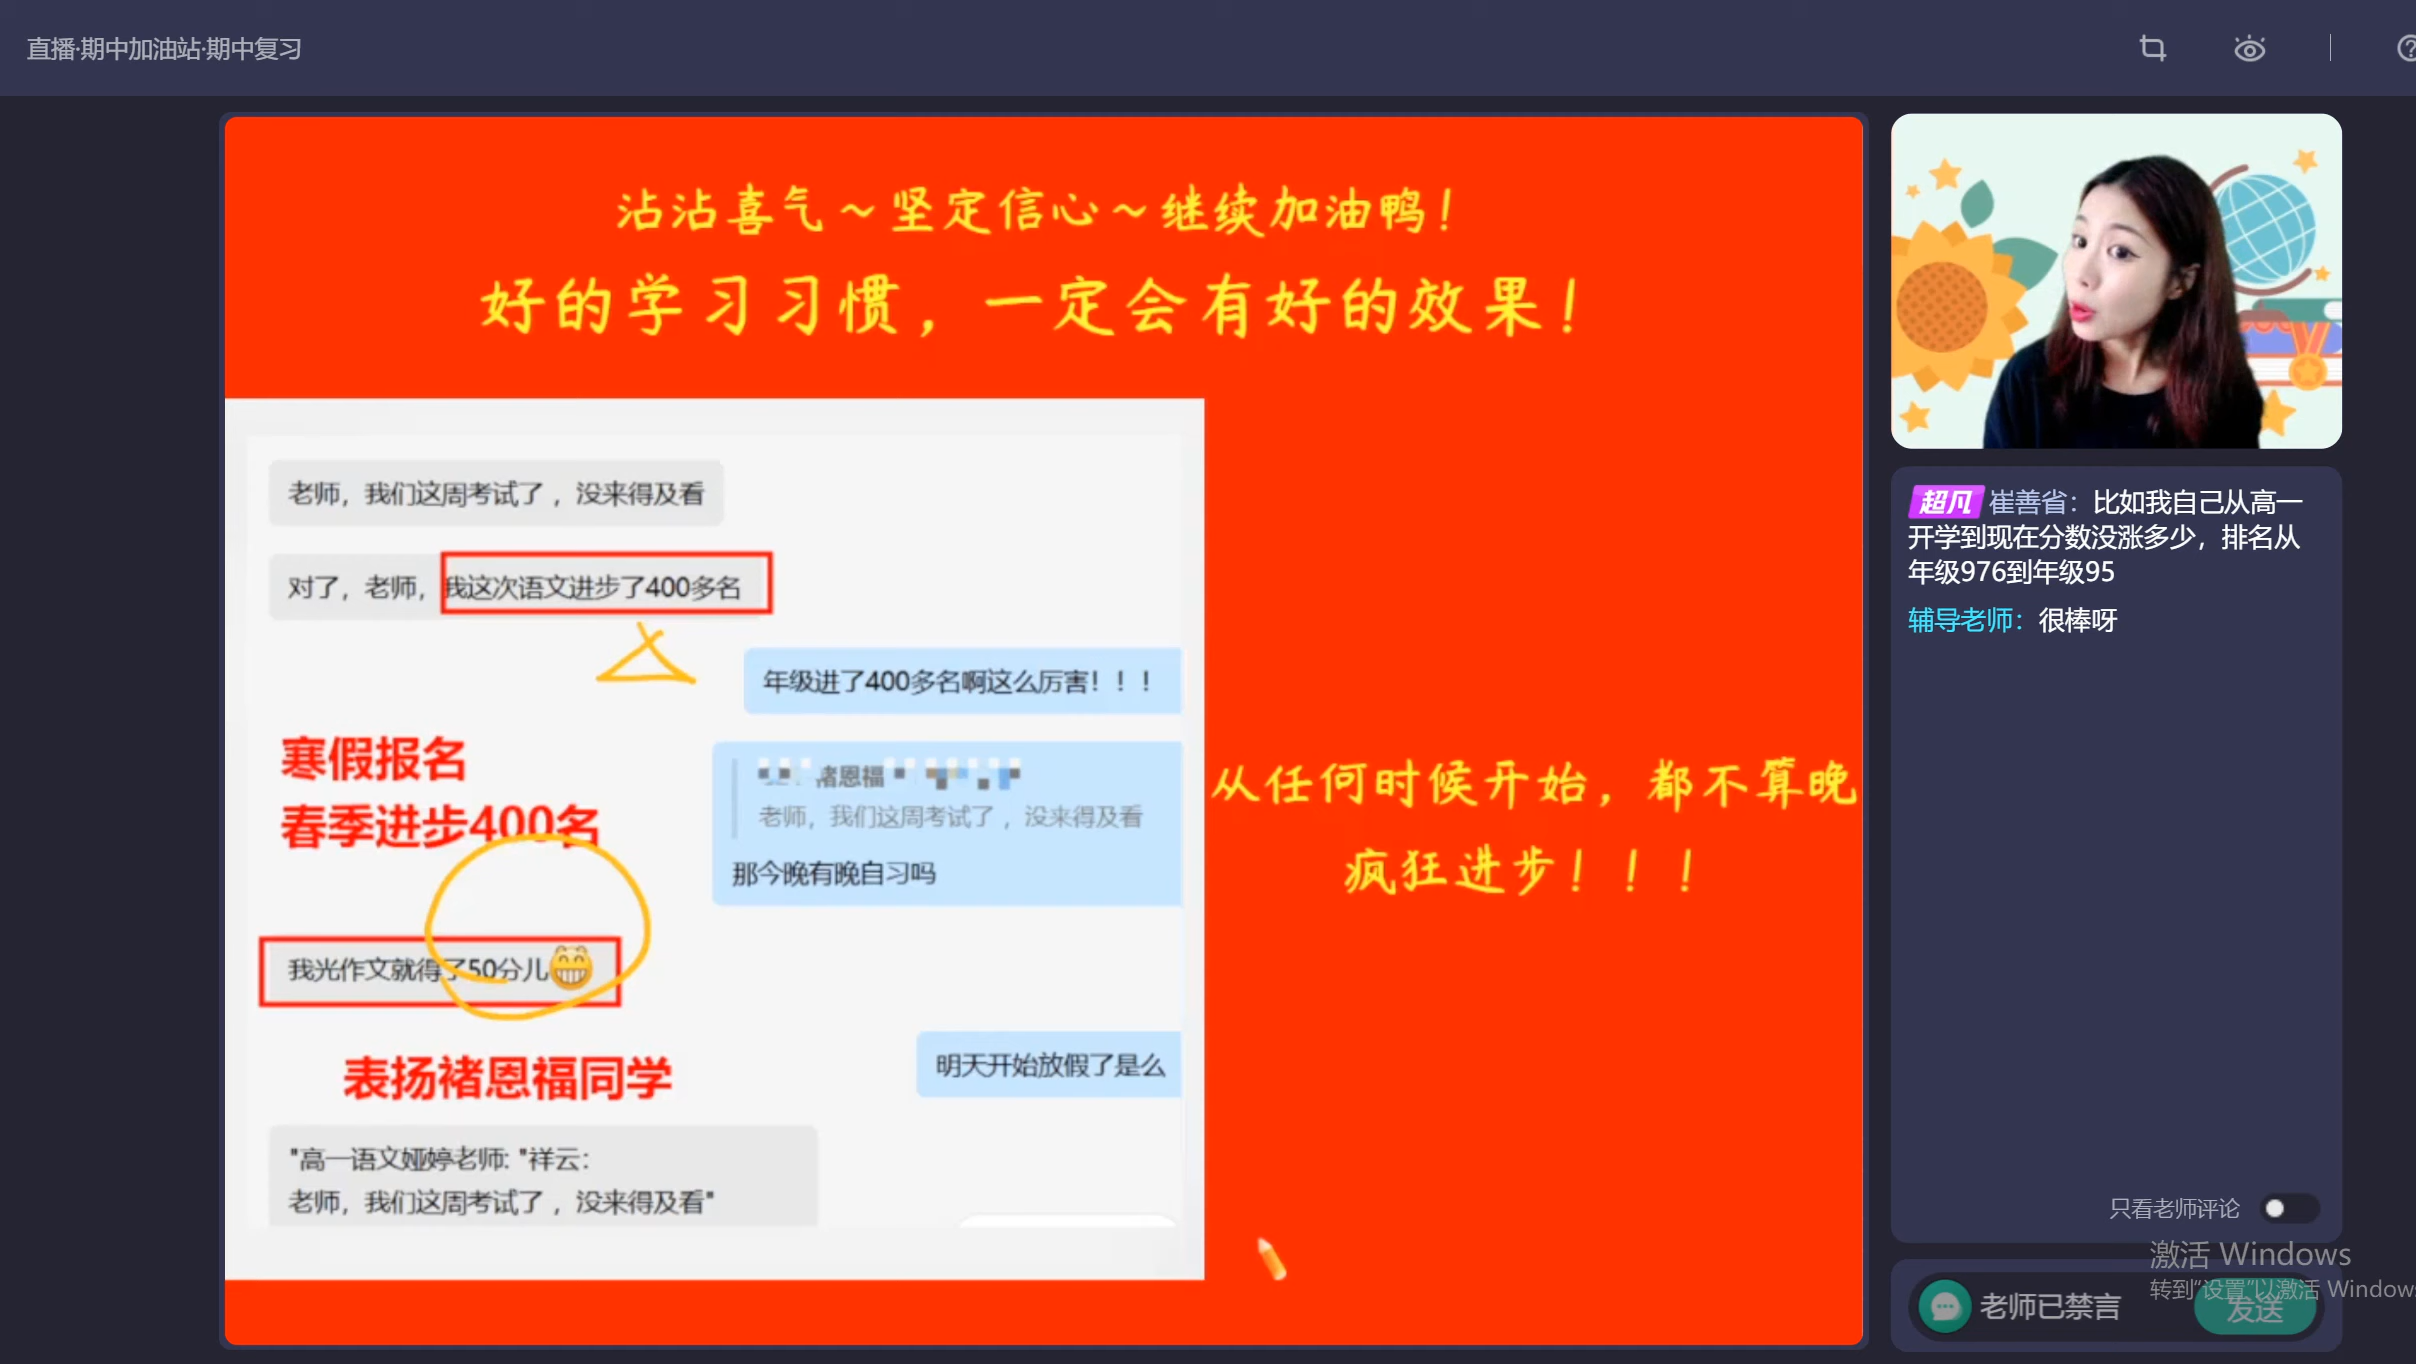 直播·期中加油站·期中复习
沾沾喜气~坚定信心~继续加油鸭！
好的学习习惯，一定会有好的效果！
老师，我们这周考试了，没来得及看
对了，老师，我这次语文进步了400多名
年级进了400多名啊这么厉害！！！
寒假报名
春季进步400名
褚恩福
老师，我们这周考试了，没来得及看
那今晚有晚自习吗
我光作文就得了50分儿😁
明天开始放假了是么
表扬褚恩福同学
"高一语文娅婷老师: "祥云:
老师，我们这周考试了，没来得及看"
从任何时候开始，都不算晚
疯狂进步！！！
超凡 崔善省：比如我自己从高一
开学到现在分数没涨多少，排名从
年级976到年级95
辅导老师：很棒呀
只看老师评论
激活 Windows
转到"设置"以激活 Windows
老师已禁言
发送